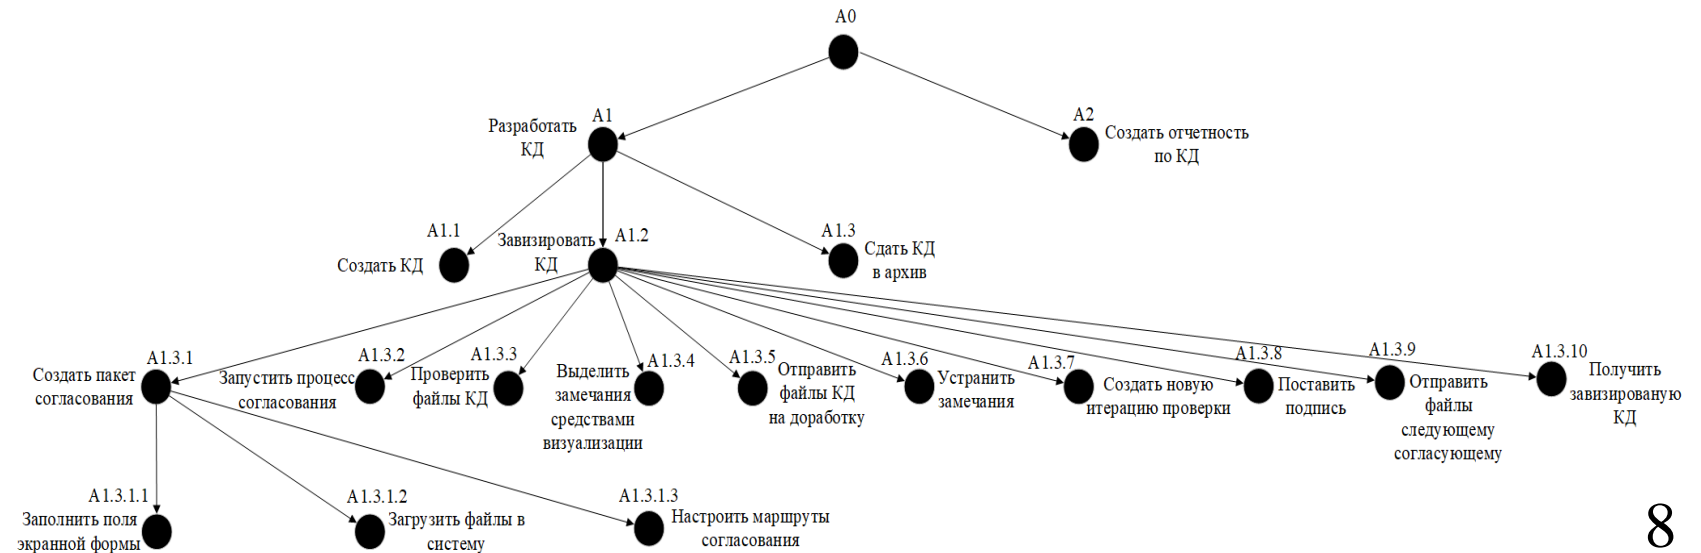 A0
A1
Разработать
КД
A2
Создать отчетность
по КД
A1.1
Создать КД
Завизировать
КД
A1.2
A1.3
Сдать КД
в архив
A1.3.1
Создать пакет
согласования
A1.3.2
Запустить процесс
согласования
A1.3.3
Проверить
файлы КД
A1.3.4
Выделить
замечания
средствами
визуализации
A1.3.5
Отправить
файлы КД
на доработку
A1.3.6
Устранить
замечания
A1.3.7
Создать новую
итерацию проверки
A1.3.8
Поставить
подпись
A1.3.9
Отправить
файлы
следующему
согласующему
A1.3.10
Получить
завизированую
КД
A1.3.1.1
Заполнить поля
экранной формы
A1.3.1.2
Загрузить файлы в
систему
A1.3.1.3
Настроить маршруты
согласования
8